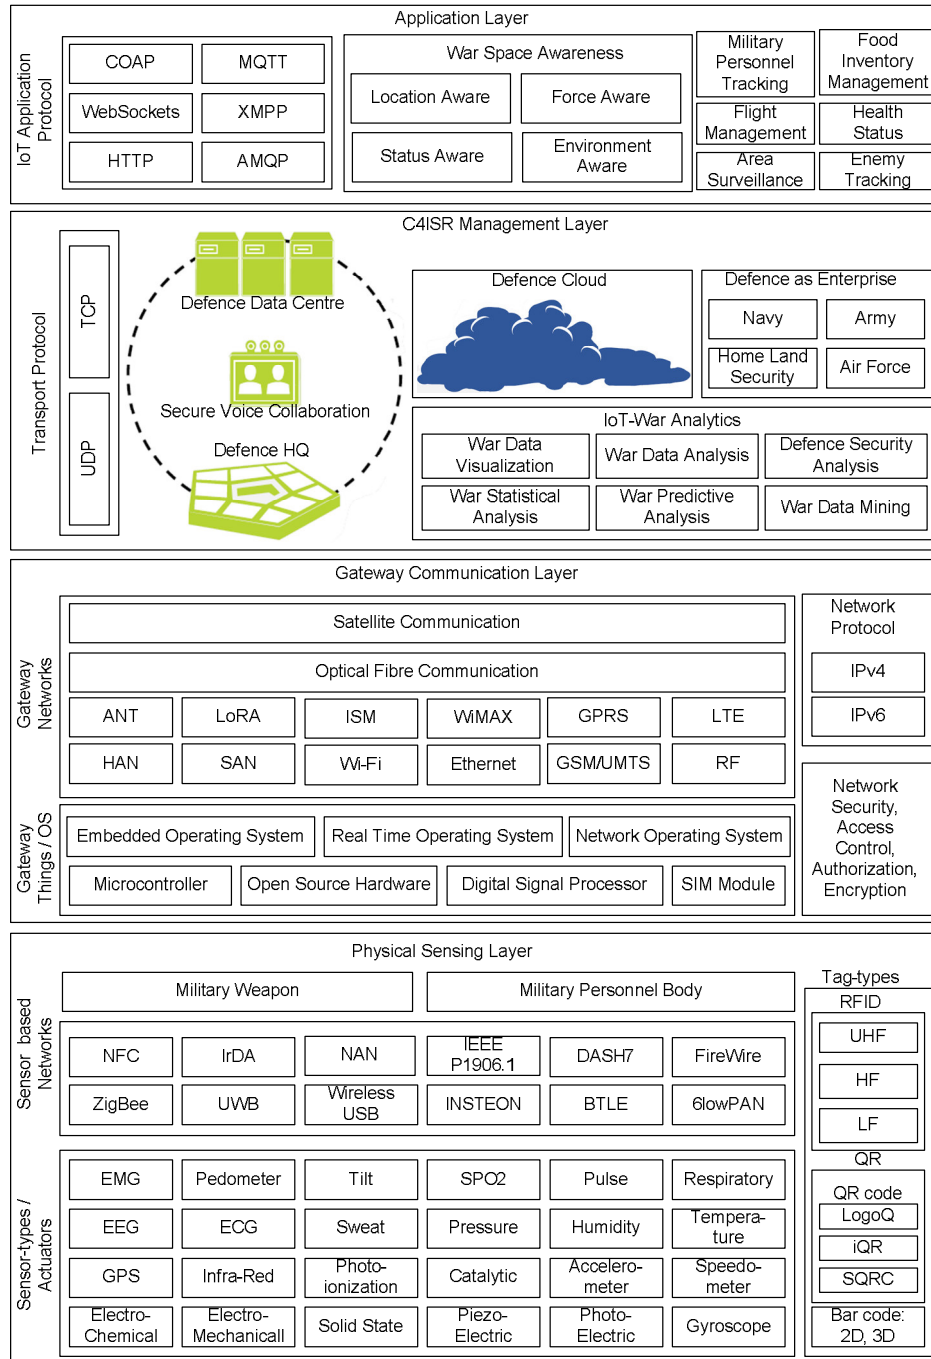 Application Layer
IoT Application
Protocol
COAP
MQTT
WebSockets
XMPP
HTTP
AMQP
War Space Awareness
Location Aware
Force Aware
Status Aware
Environment
Aware
Military
Personnel
Tracking
Food
Inventory
Management
Flight
Management
Health
Status
Area
Surveillance
Enemy
Tracking
C4ISR Management Layer
Transport Protocol
TCP
UDP
Defence Data Centre
Secure Voice Collaboration
Defence HQ
Defence Cloud
Defence as Enterprise
Navy
Army
Home Land
Security
Air Force
IoT-War Analytics
War Data
Visualization
War Data Analysis
Defence Security
Analysis
War Statistical
Analysis
War Predictive
Analysis
War Data Mining
Gateway Communication Layer
Gateway
Networks
Satellite Communication
Optical Fibre Communication
ANT
LoRA
ISM
WiMAX
GPRS
LTE
HAN
SAN
Wi-Fi
Ethernet
GSM/UMTS
RF
Network
Protocol
IPv4
IPv6
Gateway
Things / OS
Embedded Operating System
Real Time Operating System
Network Operating System
Microcontroller
Open Source Hardware
Digital Signal Processor
SIM Module
Network
Security,
Access
Control,
Authorization,
Encryption
Physical Sensing Layer
Sensor based
Networks
Military Weapon
Military Personnel Body
NFC
IrDA
NAN
IEEE
P1906.1
DASH7
FireWire
ZigBee
UWB
Wireless
USB
INSTEON
BTLE
6lowPAN
Sensor-types /
Actuators
EMG
Pedometer
Tilt
SPO2
Pulse
Respiratory
EEG
ECG
Sweat
Pressure
Humidity
Tempera-
ture
GPS
Infra-Red
Photo-
ionization
Catalytic
Accelero-
meter
Speedo-
meter
Electro-
Chemical
Electro-
Mechanicall
Solid State
Piezo-
Electric
Photo-
Electric
Gyroscope
Tag-types
RFID
UHF
HF
LF
QR
QR code
LogoQ
iQR
SQRC
Bar code:
2D, 3D